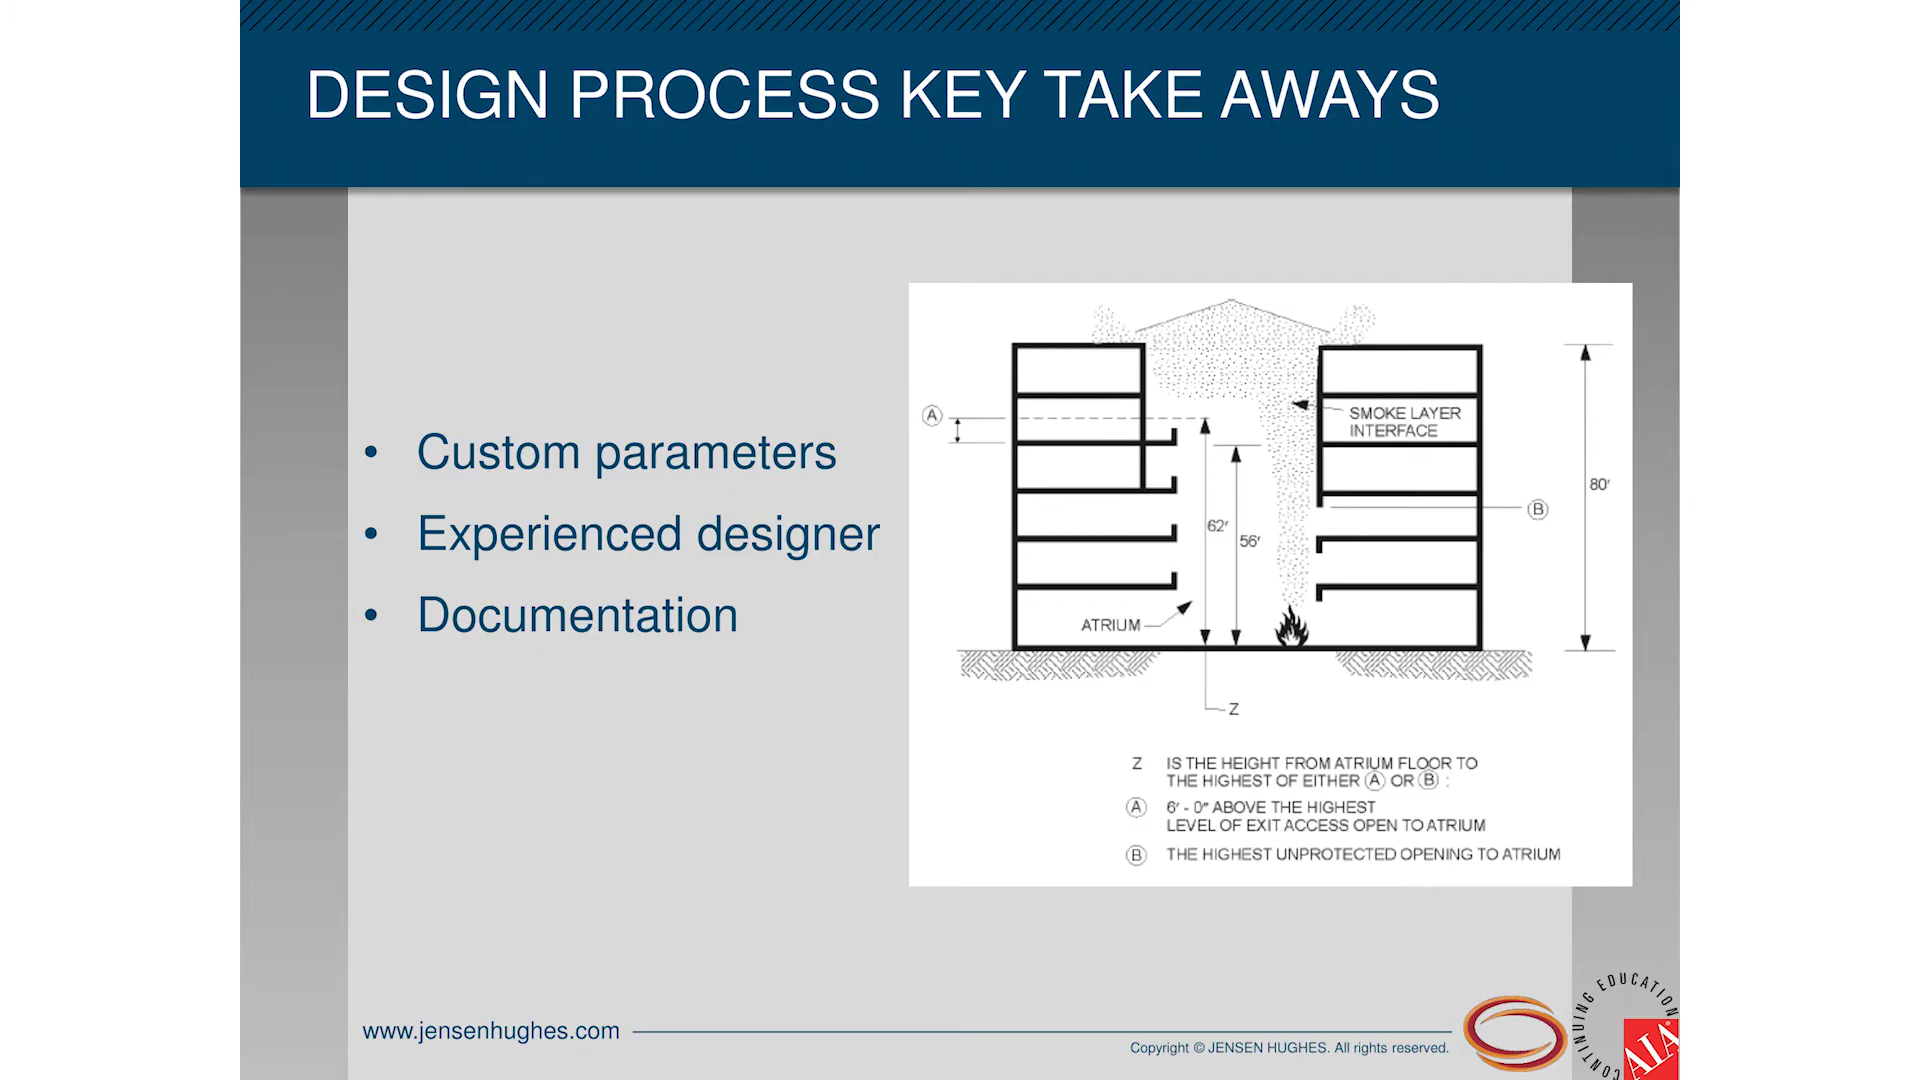 DESIGN PROCESS KEY TAKE AWAYS
• Custom parameters
• Experienced designer
• Documentation
A
SMOKE LAYER
INTERFACE
80′
B
62′
56′
ATRIUM
Z
Z IS THE HEIGHT FROM ATRIUM FLOOR TO
THE HIGHEST OF EITHER A OR B :
A 6′ - 0″ ABOVE THE HIGHEST
LEVEL OF EXIT ACCESS OPEN TO ATRIUM
B THE HIGHEST UNPROTECTED OPENING TO ATRIUM
www.jensenhughes.com
Copyright © JENSEN HUGHES. All rights reserved.
CONTINUING EDUCATION
AIA